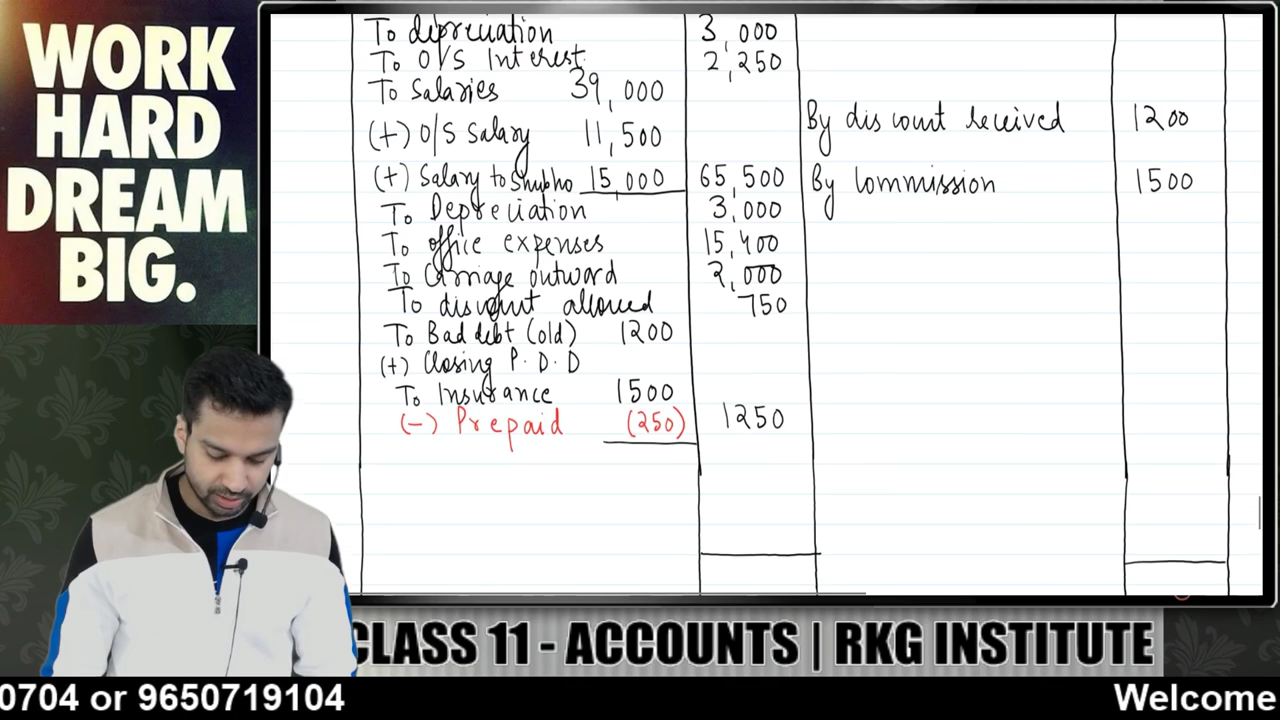 WORK
HARD
DREAM
BIG.
To depreciation 3,000
To O/S Interest 2,250
To Salaries 39,000
(+) O/S Salary 11,500
(+) Salary to Shubho 15,000 65,500
To Depreciation 3,000
To office expenses 15,400
To Carriage outward 2,000
To discount allowed 750
To Bad debt (old) 1200
(+) Closing P.D.D
To Insurance 1500
(-) Prepaid (250) 1250
By discount received 1200
By Commission 1500
CLASS 11 - ACCOUNTS | RKG INSTITUTE
0704 or 9650719104
Welcome